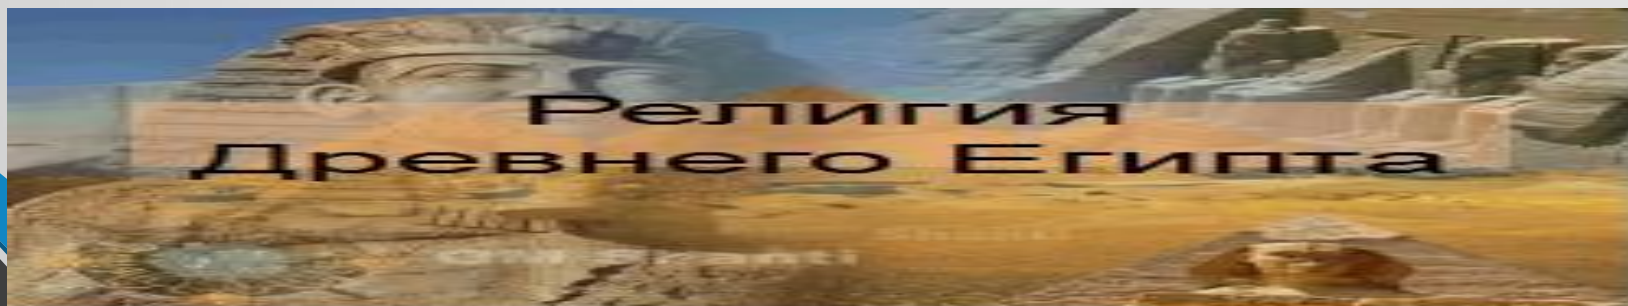 Религия
Древнего Египта